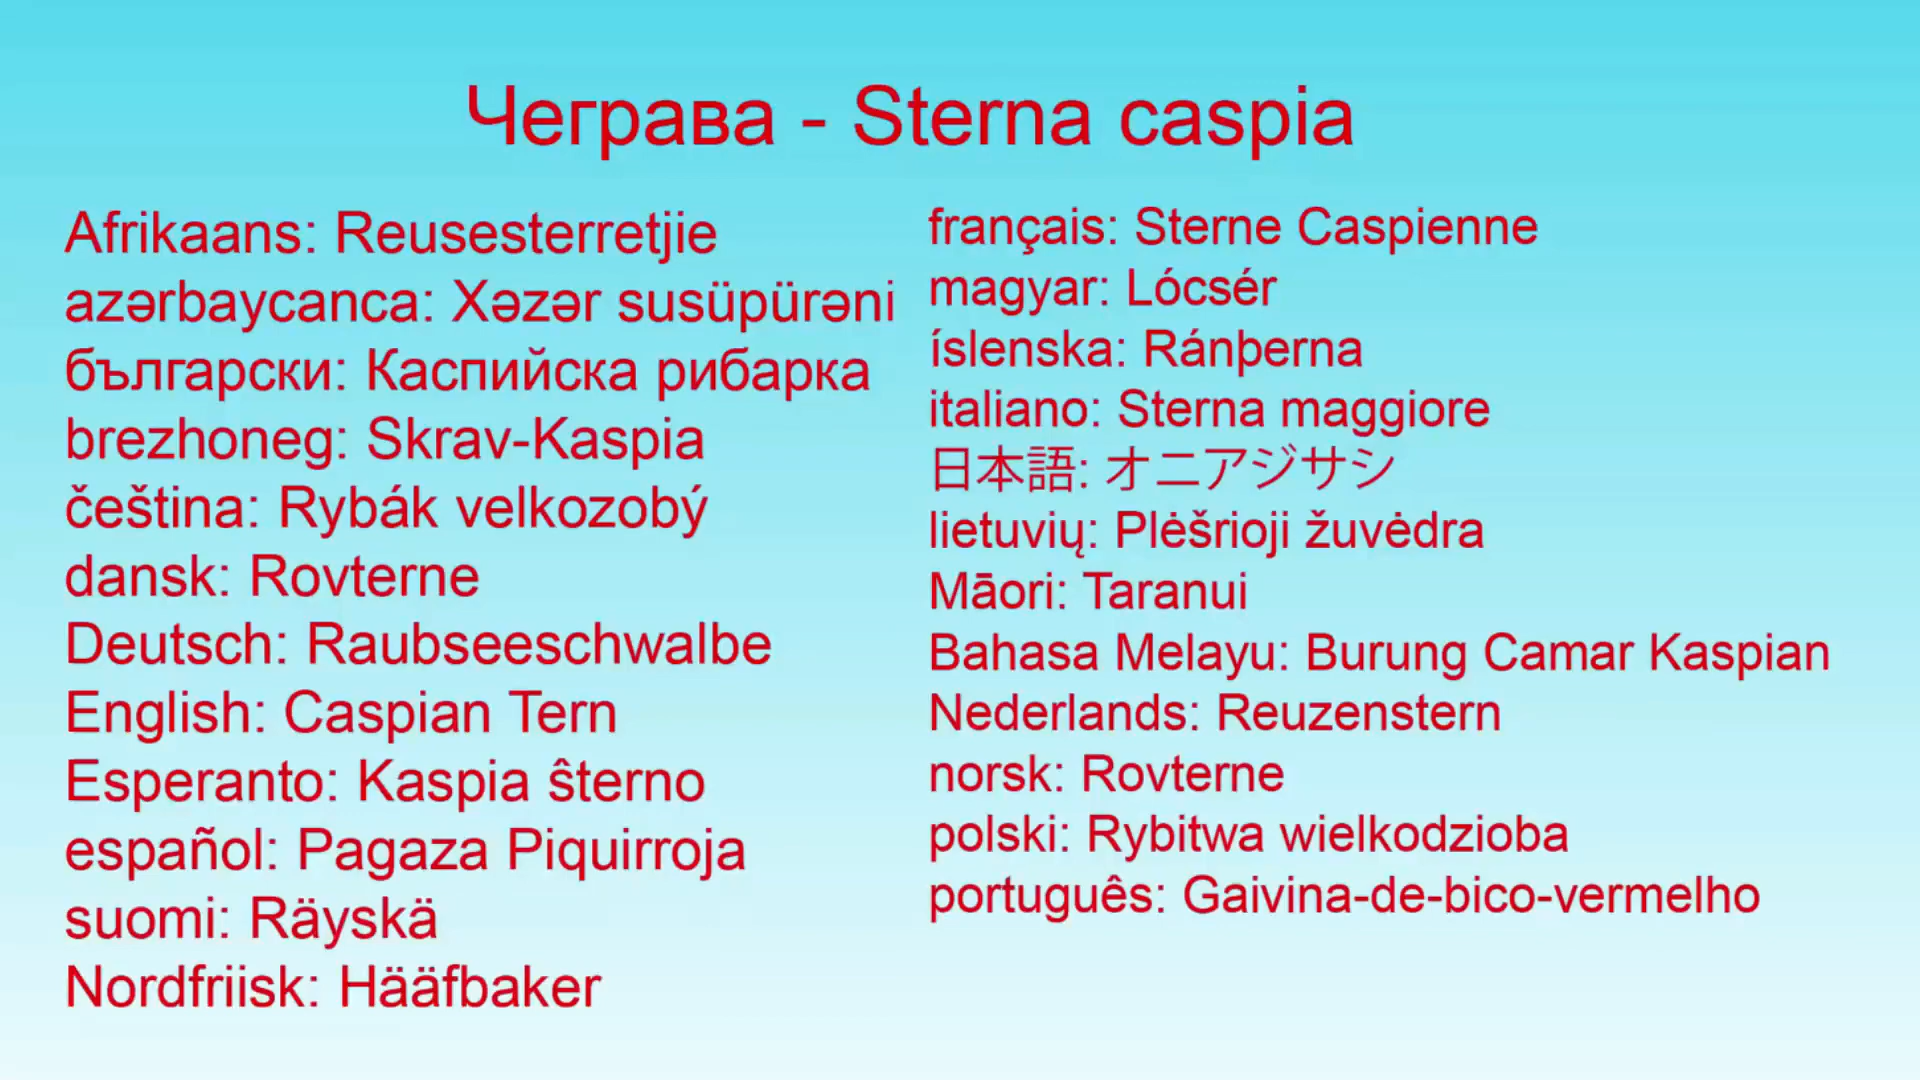 Чеграва - Sterna caspia
Afrikaans: Reusesterretjie
azərbaycanca: Xəzər susüpürəni
български: Каспийска рибарка
brezhoneg: Skrav-Kaspia
čeština: Rybák velkozobý
dansk: Rovterne
Deutsch: Raubseeschwalbe
English: Caspian Tern
Esperanto: Kaspia ŝterno
español: Pagaza Piquirroja
suomi: Räyskä
Nordfriisk: Hääfbaker
français: Sterne Caspienne
magyar: Lócsér
íslenska: Ránþerna
italiano: Sterna maggiore
日本語: オニアジサシ
lietuvių: Plėšrioji žuvėdra
Māori: Taranui
Bahasa Melayu: Burung Camar Kaspian
Nederlands: Reuzenstern
norsk: Rovterne
polski: Rybitwa wielkodzioba
português: Gaivina-de-bico-vermelho